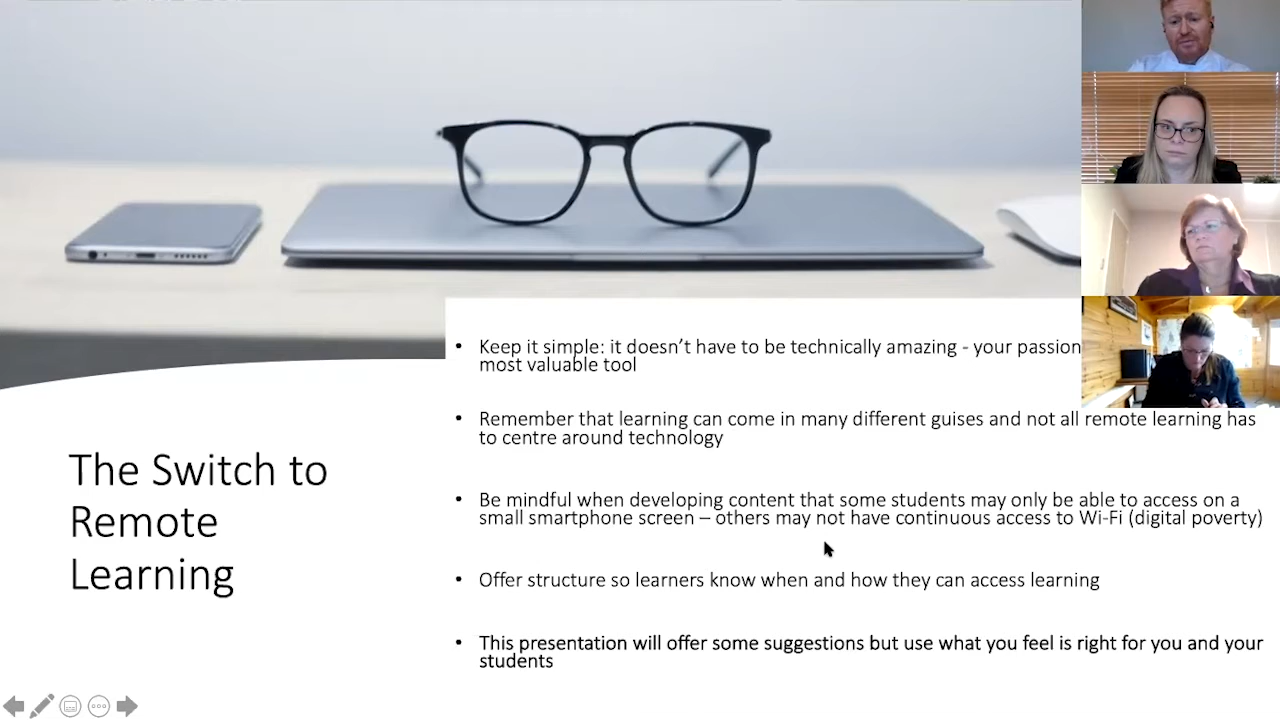 The Switch to
Remote
Learning
• Keep it simple: it doesn’t have to be technically amazing - your passion
most valuable tool
• Remember that learning can come in many different guises and not all remote learning has
to centre around technology
• Be mindful when developing content that some students may only be able to access on a
small smartphone screen – others may not have continuous access to Wi-Fi (digital poverty)
• Offer structure so learners know when and how they can access learning
• This presentation will offer some suggestions but use what you feel is right for you and your
students